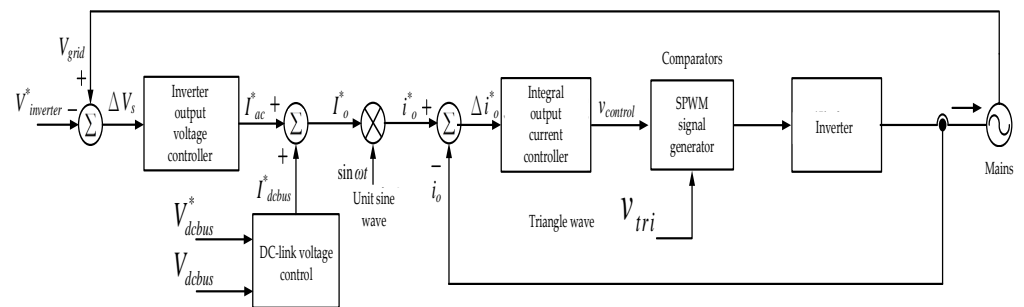 V_grid
+
V*_inverter
−
Σ
ΔV_s
Inverter
output
voltage
controller
I*_ac
+
Σ
+
I*_dcbus
V*_dcbus
V_dcbus
DC-link voltage
control
I*_o
sin ωt
Unit sine
wave
i*_o
+
Σ
−
i_o
Δi*_o
Integral
output
current
controller
v_control
Comparators
SPWM
signal
generator
Triangle wave
v_tri
Inverter
Mains